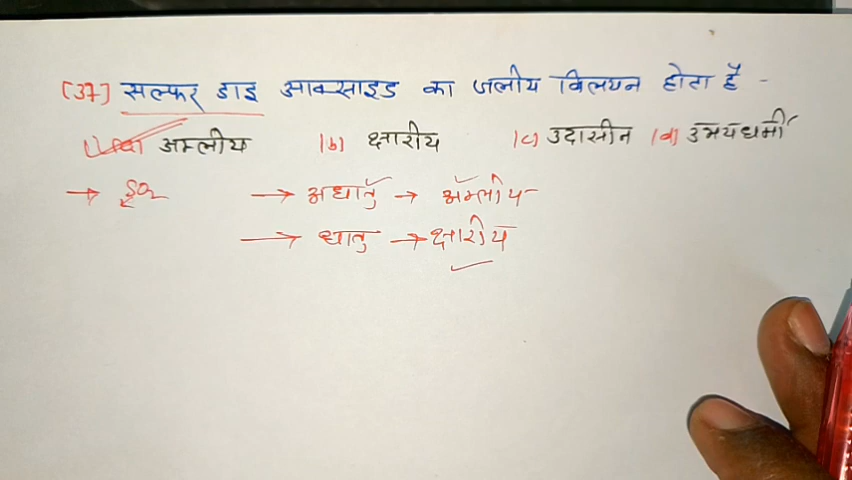 (37) सल्फर डाइ आक्साइड का जलीय विलयन होता है -
अम्लीय (b) क्षारीय (c) उदासीन (d) उभयधर्मी
→ SO₂ → अधातु → अम्लीय
→ धातु → क्षारीय